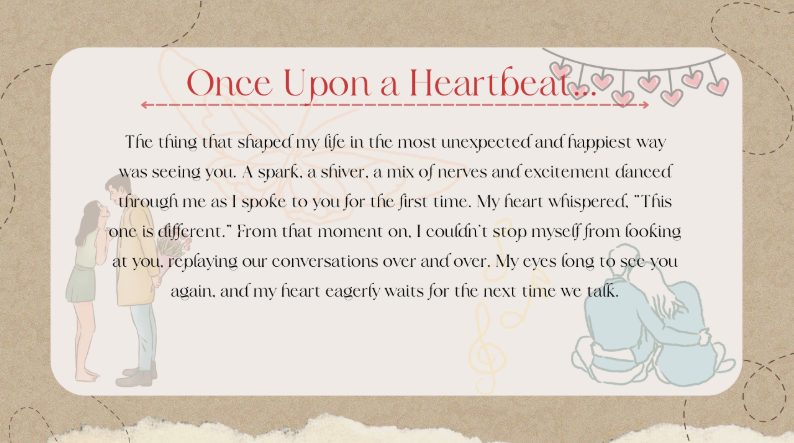 Once Upon a Heartbeat...
The thing that shaped my life in the most unexpected and happiest way
was seeing you. A spark, a shiver, a mix of nerves and excitement danced
through me as I spoke to you for the first time. My heart whispered, "This
one is different." From that moment on, I couldn't stop myself from looking
at you, replaying our conversations over and over. My eyes long to see you
again, and my heart eagerly waits for the next time we talk.